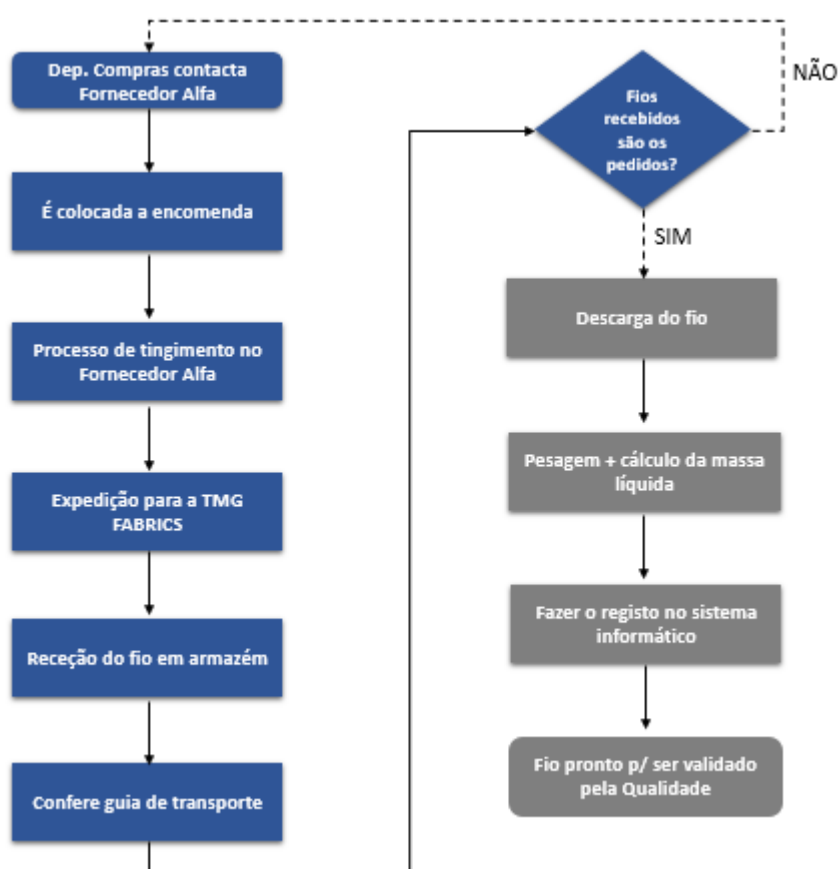 Dep. Compras contacta
Fornecedor Alfa
É colocada a encomenda
Processo de tingimento no
Fornecedor Alfa
Expedição para a TMG
FABRICS
Receção do fio em armazém
Confere guia de transporte
Fios
recebidos
são os
pedidos?
NÃO
SIM
Descarga do fio
Pesagem + cálculo da massa
líquida
Fazer o registo no sistema
informático
Fio pronto p/ ser validado
pela Qualidade